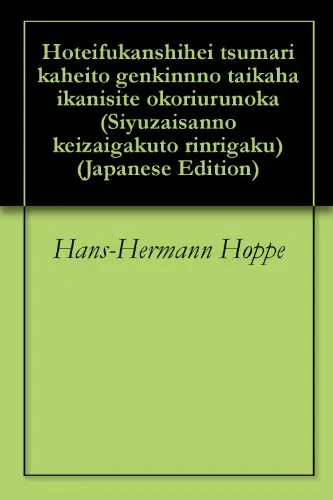 Hoteifukanshihei tsumari
kaheito genkinnno taikaha
ikanisite okoriurunoka
(Siyuzaisanno
keizaigakuto rinrigaku)
(Japanese Edition)
Hans-Hermann Hoppe